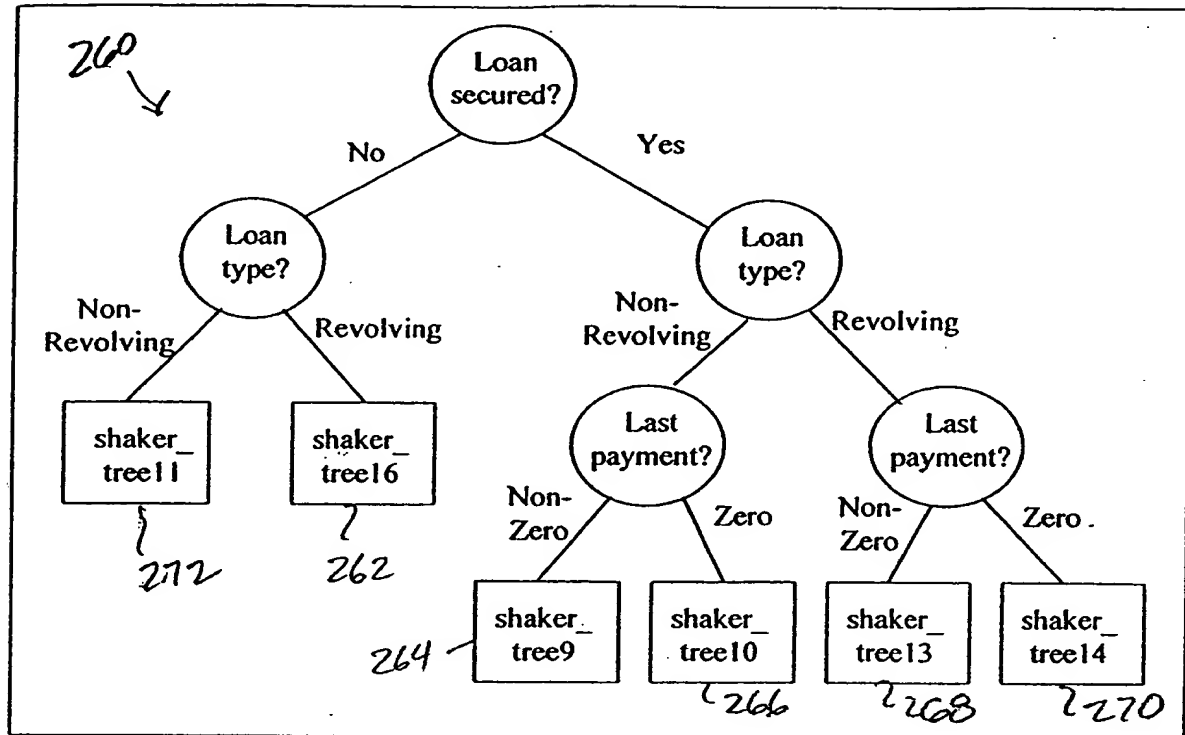 260
Loan
secured?
No
Yes
Loan
type?
Loan
type?
Non-
Revolving
Revolving
Non-
Revolving
Revolving
shaker_
tree11
shaker_
tree16
Last
payment?
Last
payment?
272
262
Non-
Zero
Zero
Non-
Zero
Zero
264
shaker_
tree9
shaker_
tree10
shaker_
tree13
shaker_
tree14
266
268
270